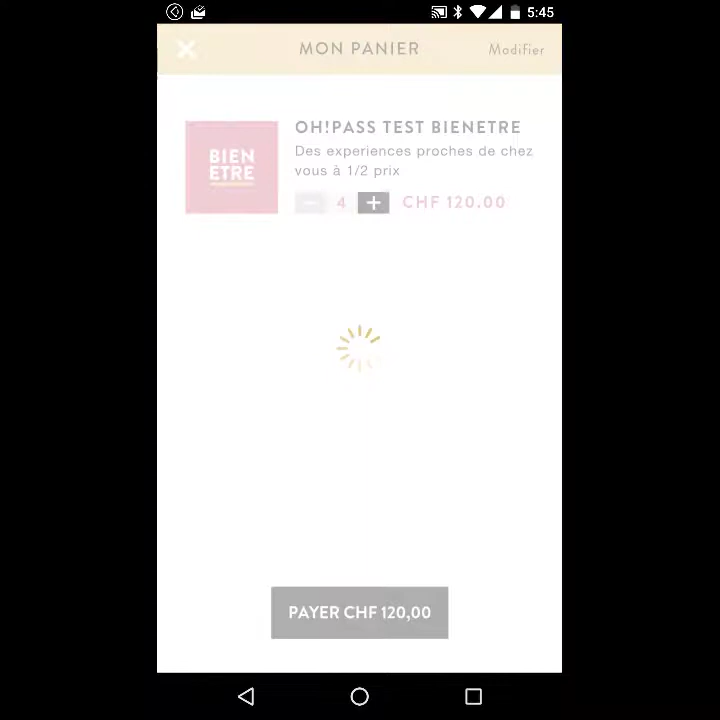 5:45
MON PANIER
Modifier
BIEN
ETRE
OH!PASS TEST BIENETRE
Des experiences proches de chez
vous à 1/2 prix
− 4 + CHF 120.00
PAYER CHF 120,00